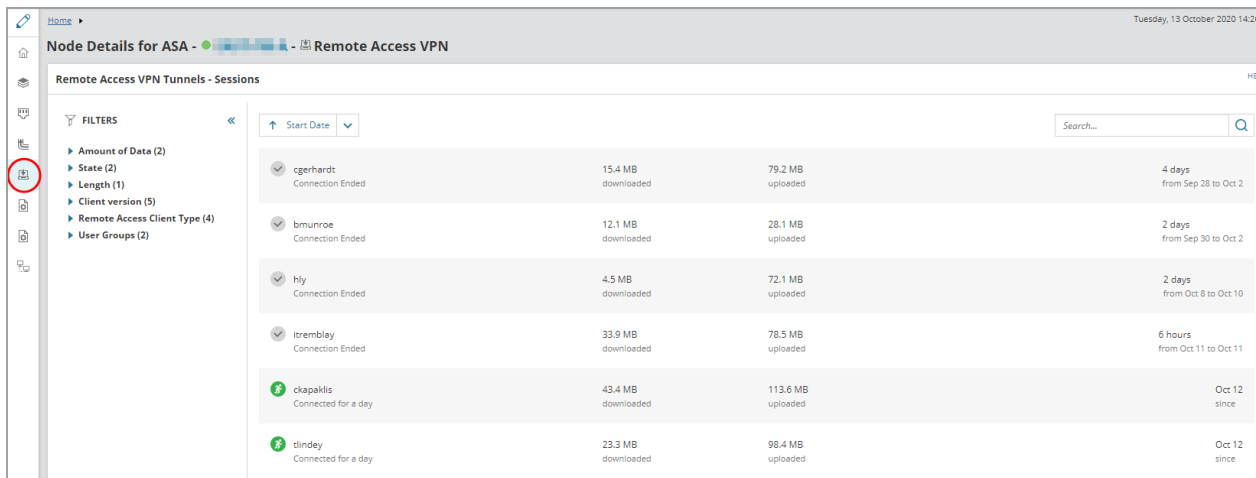 Home
Tuesday, 13 October 2020 14:2
Node Details for ASA - - Remote Access VPN
Remote Access VPN Tunnels - Sessions
HE
FILTERS
Amount of Data (2)
State (2)
Length (1)
Client version (5)
Remote Access Client Type (4)
User Groups (2)
Start Date
Search...
cgerhardt 15.4 MB 79.2 MB 4 days
Connection Ended downloaded uploaded from Sep 28 to Oct 2
bmunroe 12.1 MB 28.1 MB 2 days
Connection Ended downloaded uploaded from Sep 30 to Oct 2
hly 4.5 MB 72.1 MB 2 days
Connection Ended downloaded uploaded from Oct 8 to Oct 10
itremblay 33.9 MB 78.5 MB 6 hours
Connection Ended downloaded uploaded from Oct 11 to Oct 11
ckapaklis 43.4 MB 113.6 MB Oct 12
Connected for a day downloaded uploaded since
tlindey 23.3 MB 98.4 MB Oct 12
Connected for a day downloaded uploaded since